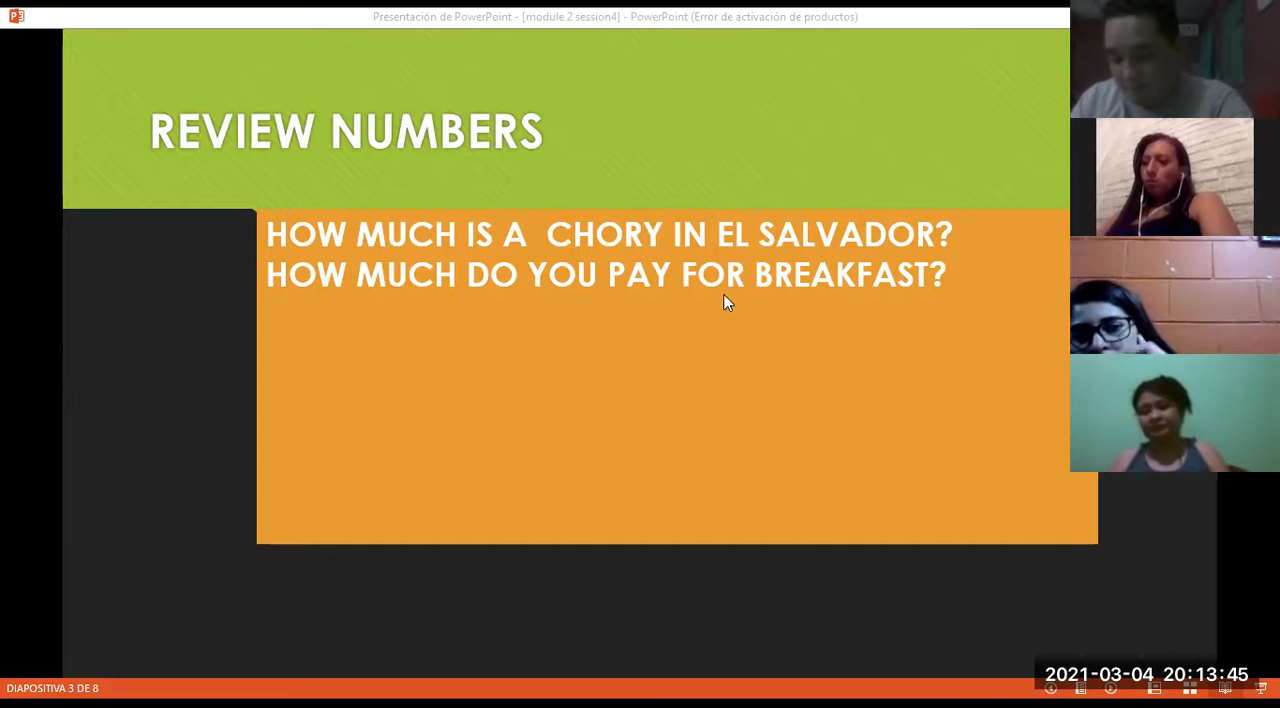 Presentación de PowerPoint - [module 2 session4] - PowerPoint (Error de activación de productos)
REVIEW NUMBERS
HOW MUCH IS A CHORY IN EL SALVADOR?
HOW MUCH DO YOU PAY FOR BREAKFAST?
2021-03-04 20:13:45
DIAPOSITIVA 3 DE 8